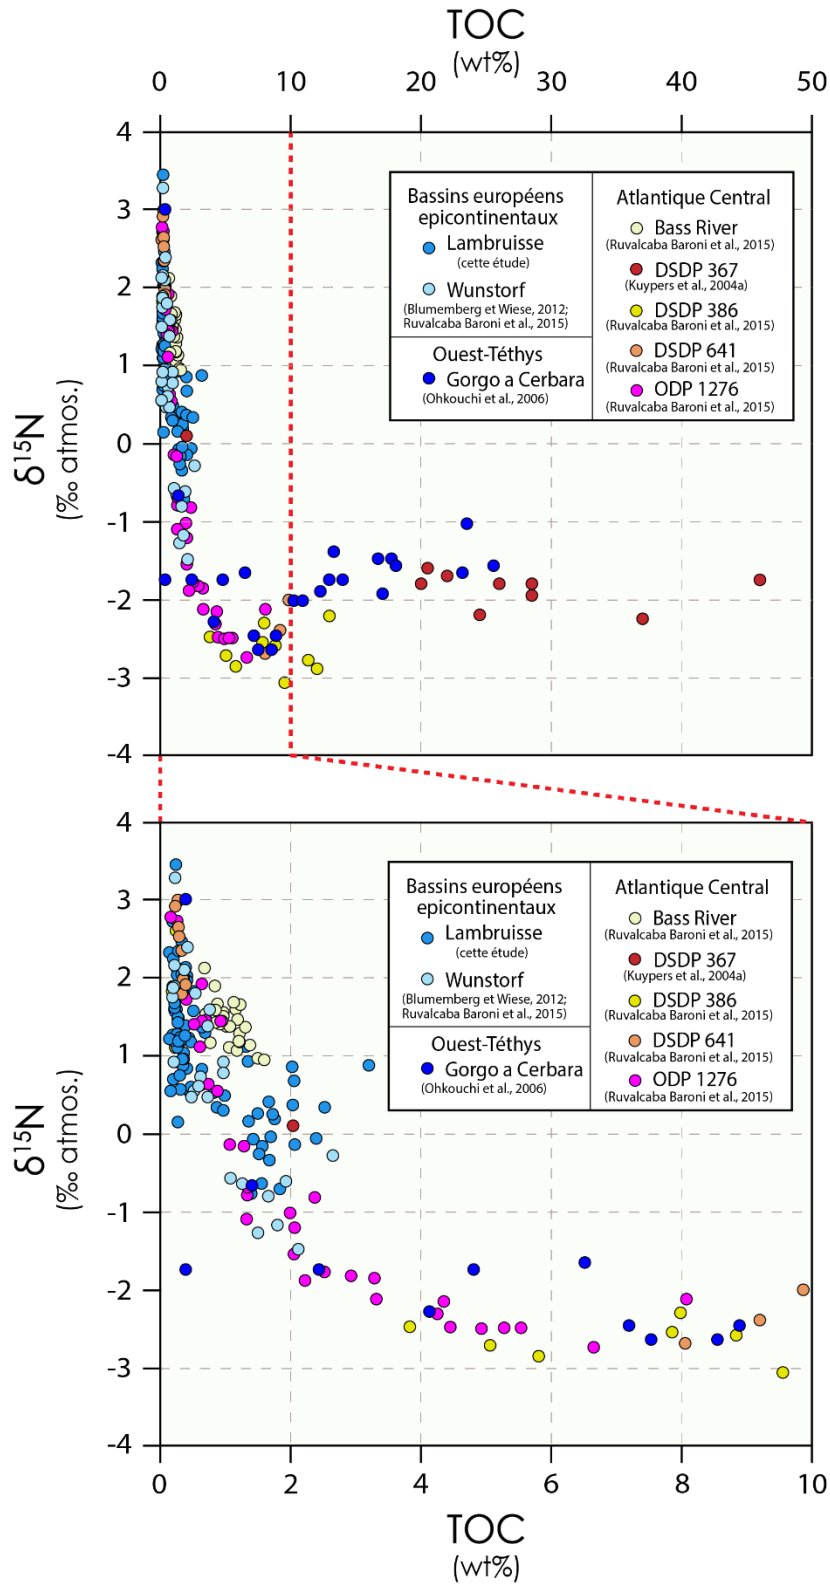 TOC
(wt%)
0 10 20 30 40 50
4
3
2
1
0
-1
-2
-3
-4
δ¹⁵N
(‰ atmos.)
Bassins européens
epicontinentaux
Lambruisse
(cette étude)
Wunstorf
(Blumemberg et Wiese, 2012;
Ruvalcaba Baroni et al., 2015)
Ouest-Téthys
Gorgo a Cerbara
(Ohkouchi et al., 2006)
Atlantique Central
Bass River
(Ruvalcaba Baroni et al., 2015)
DSDP 367
(Kuypers et al., 2004a)
DSDP 386
(Ruvalcaba Baroni et al., 2015)
DSDP 641
(Ruvalcaba Baroni et al., 2015)
ODP 1276
(Ruvalcaba Baroni et al., 2015)
4
3
2
1
0
-1
-2
-3
-4
δ¹⁵N
(‰ atmos.)
Bassins européens
epicontinentaux
Lambruisse
(cette étude)
Wunstorf
(Blumemberg et Wiese, 2012;
Ruvalcaba Baroni et al., 2015)
Ouest-Téthys
Gorgo a Cerbara
(Ohkouchi et al., 2006)
Atlantique Central
Bass River
(Ruvalcaba Baroni et al., 2015)
DSDP 367
(Kuypers et al., 2004a)
DSDP 386
(Ruvalcaba Baroni et al., 2015)
DSDP 641
(Ruvalcaba Baroni et al., 2015)
ODP 1276
(Ruvalcaba Baroni et al., 2015)
0 2 4 6 8 10
TOC
(wt%)